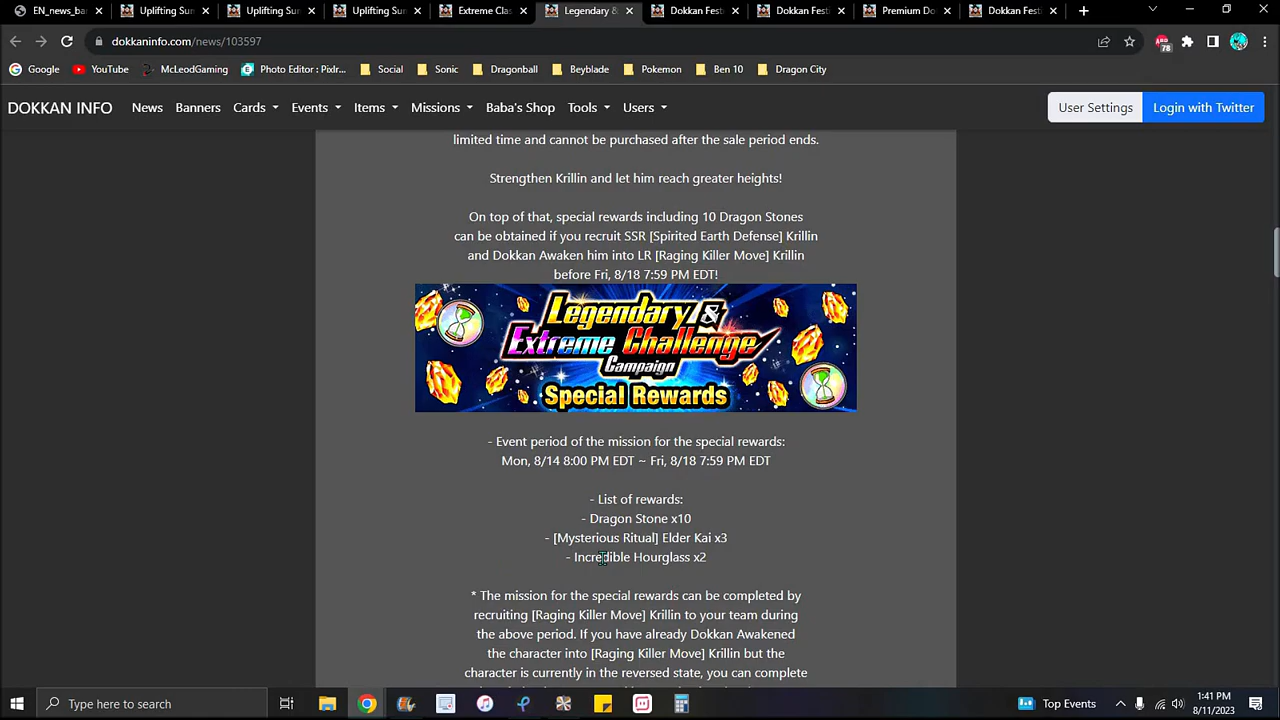 EN_news_ba
Uplifting Su
Uplifting Su
Uplifting Su
Extreme Clas
Legendary &
Dokkan Fest
Dokkan Fest
Premium Do
Dokkan Fest
dokkaninfo.com/news/103597
78
Google
YouTube
McLeodGaming
Photo Editor : Pixlr...
Social
Sonic
Dragonball
Beyblade
Pokemon
Ben 10
Dragon City
DOKKAN INFO
News
Banners
Cards
Events
Items
Missions
Baba's Shop
Tools
Users
User Settings
Login with Twitter
limited time and cannot be purchased after the sale period ends.
Strengthen Krillin and let him reach greater heights!
On top of that, special rewards including 10 Dragon Stones
can be obtained if you recruit SSR [Spirited Earth Defense] Krillin
and Dokkan Awaken him into LR [Raging Killer Move] Krillin
before Fri, 8/18 7:59 PM EDT!
Legendary &
Extreme Challenge
Campaign
Special Rewards
- Event period of the mission for the special rewards:
Mon, 8/14 8:00 PM EDT ~ Fri, 8/18 7:59 PM EDT
- List of rewards:
- Dragon Stone x10
- [Mysterious Ritual] Elder Kai x3
- Incredible Hourglass x2
* The mission for the special rewards can be completed by
recruiting [Raging Killer Move] Krillin to your team during
the above period. If you have already Dokkan Awakened
the character into [Raging Killer Move] Krillin but the
character is currently in the reversed state, you can complete
Type here to search
Top Events
1:41 PM
8/11/2023